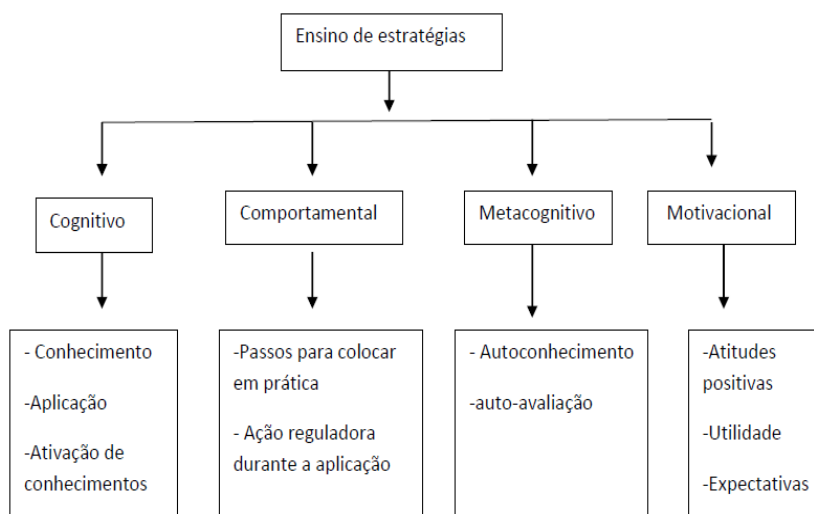 Ensino de estratégias
Cognitivo
Comportamental
Metacognitivo
Motivacional
- Conhecimento
-Aplicação
-Ativação de
conhecimentos
-Passos para colocar
em prática
- Ação reguladora
durante a aplicação
- Autoconhecimento
-auto-avaliação
-Atitudes
positivas
-Utilidade
-Expectativas